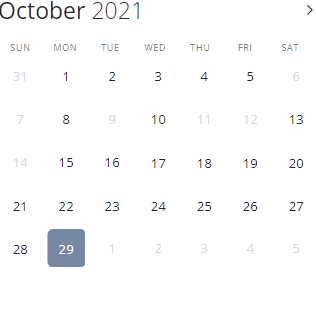 October 2021
SUN MON TUE WED THU FRI SAT
31 1 2 3 4 5 6
7 8 9 10 11 12 13
14 15 16 17 18 19 20
21 22 23 24 25 26 27
28 29 1 2 3 4 5